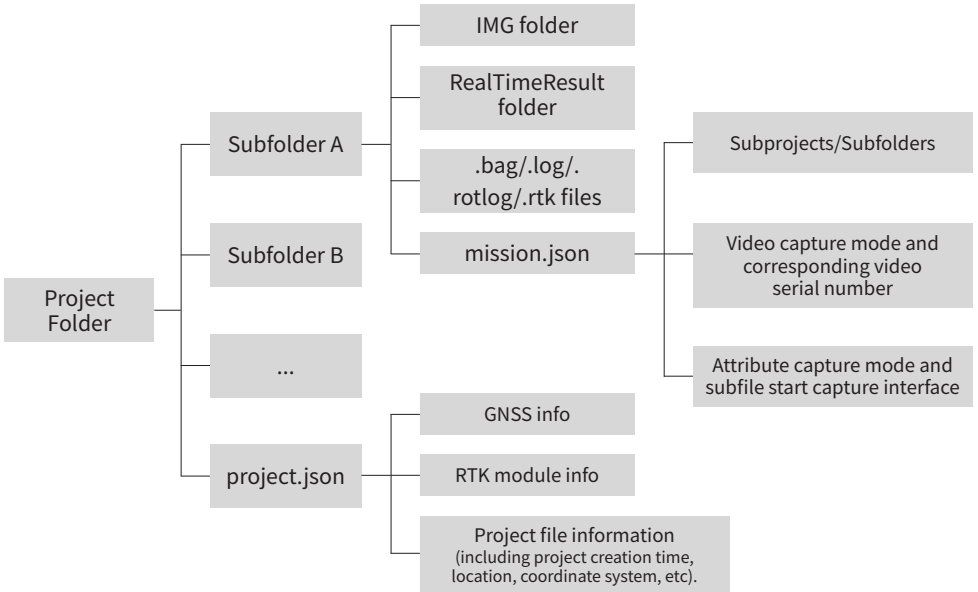 Project
Folder
Subfolder A
Subfolder B
...
project.json
IMG folder
RealTimeResult
folder
.bag/.log/.
rotlog/.rtk files
mission.json
Subprojects/Subfolders
Video capture mode and
corresponding video
serial number
Attribute capture mode and
subfile start capture interface
GNSS info
RTK module info
Project file information
(including project creation time,
location, coordinate system, etc).